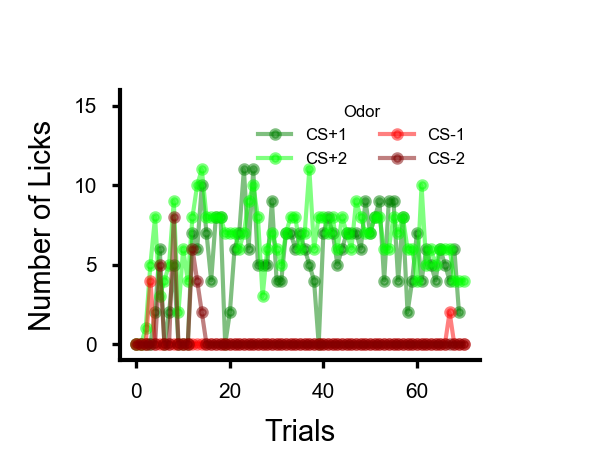 Odor
CS+1 CS-1
CS+2 CS-2
Number of Licks
15
10
5
0
0 20 40 60
Trials